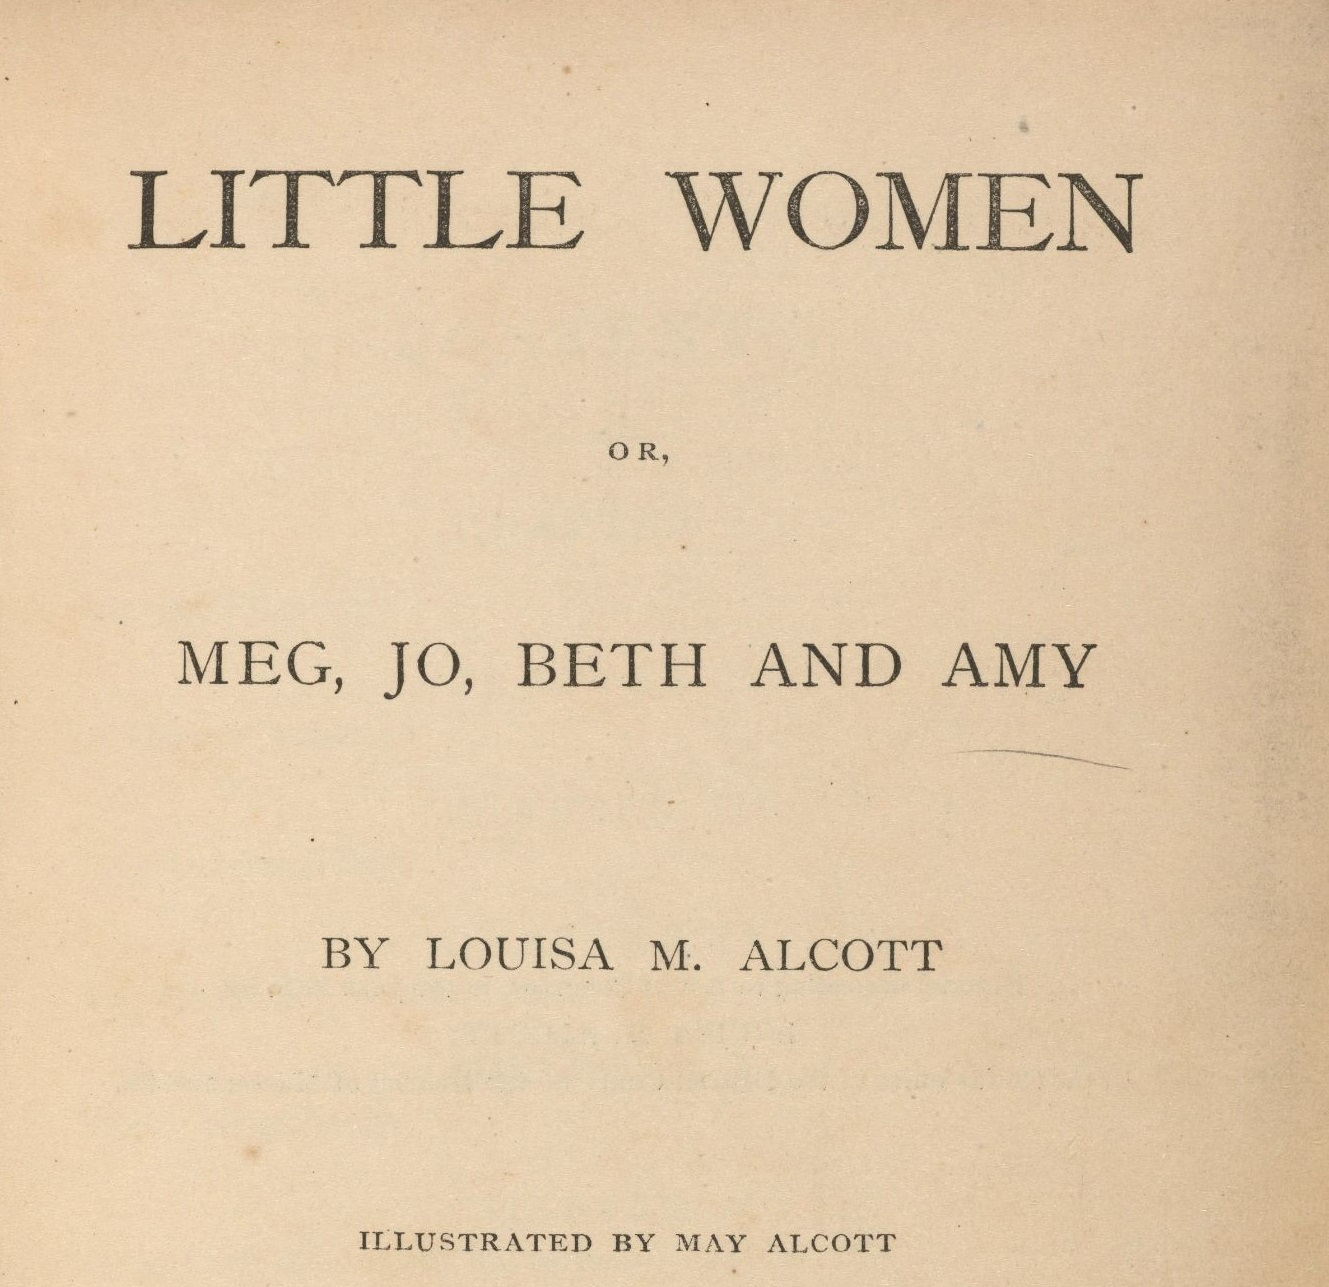 LITTLE WOMEN
OR,
MEG, JO, BETH AND AMY
BY LOUISA M. ALCOTT
ILLUSTRATED BY MAY ALCOTT